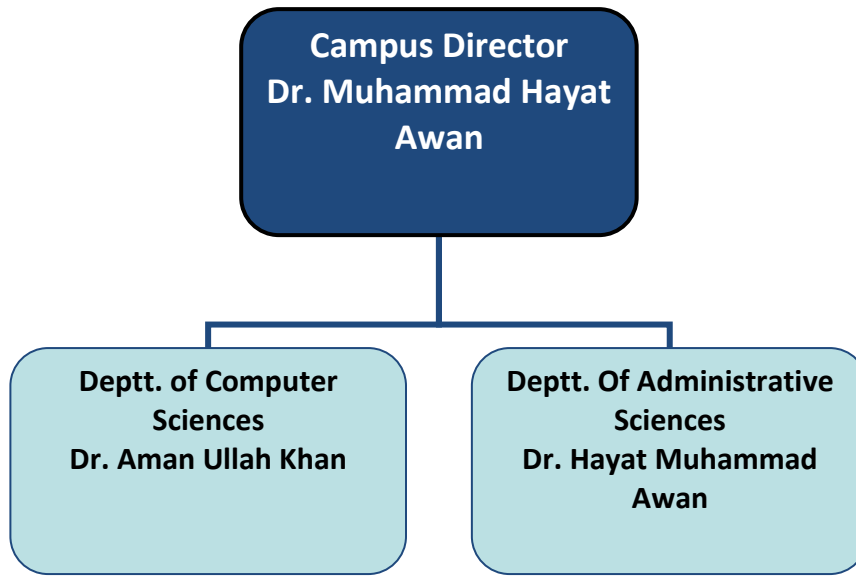 Campus Director
Dr. Muhammad Hayat
Awan
Deptt. of Computer
Sciences
Dr. Aman Ullah Khan
Deptt. Of Administrative
Sciences
Dr. Hayat Muhammad
Awan